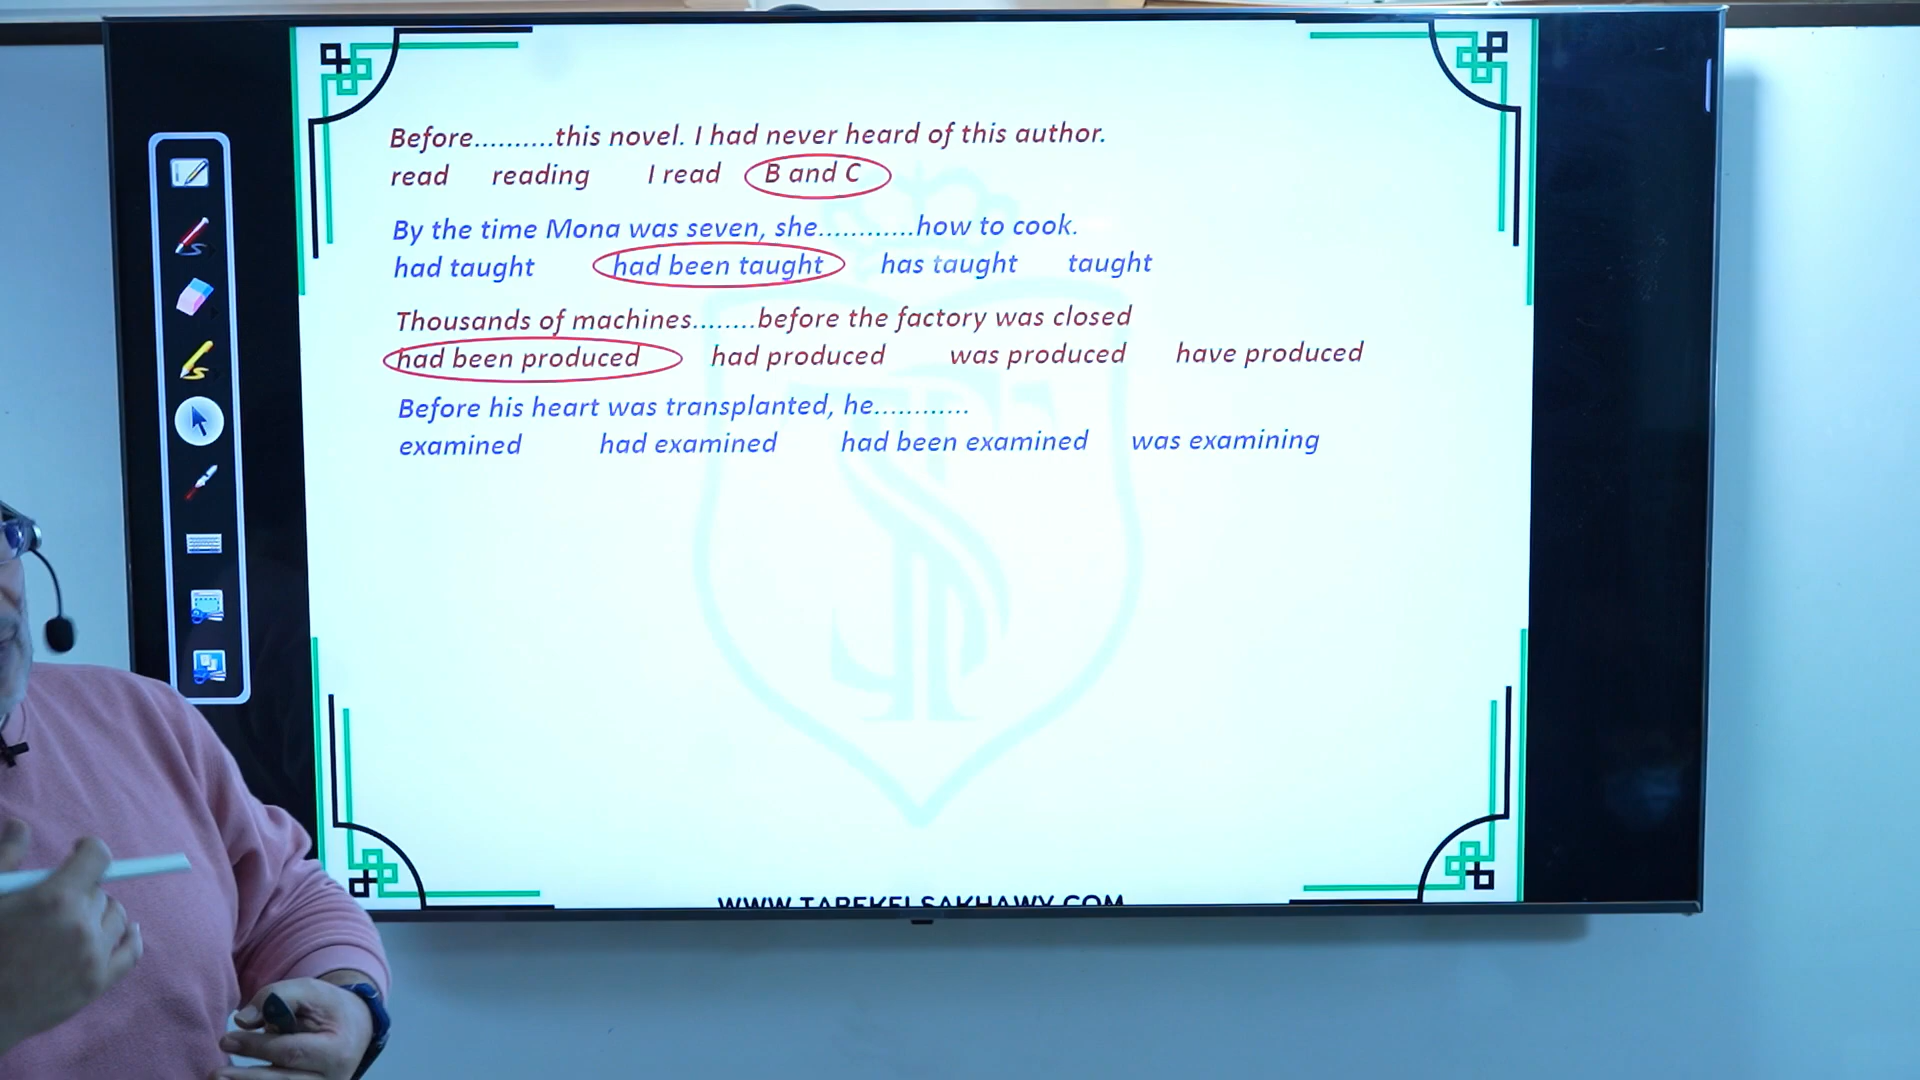 Before..........this novel. I had never heard of this author.
read reading I read B and C
By the time Mona was seven, she............how to cook.
had taught had been taught has taught taught
Thousands of machines........before the factory was closed
had been produced had produced was produced have produced
Before his heart was transplanted, he............
examined had examined had been examined was examining
WWW.TAREKELSAKHAWY.COM